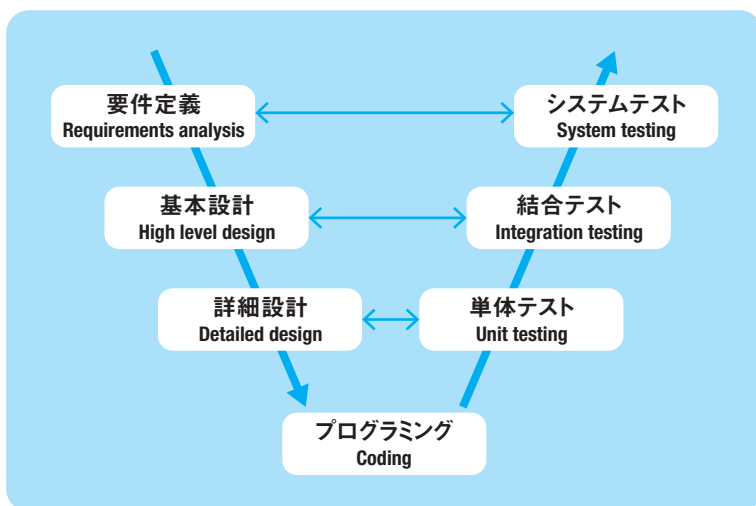 要件定義
Requirements analysis
システムテスト
System testing
基本設計
High level design
結合テスト
Integration testing
詳細設計
Detailed design
単体テスト
Unit testing
プログラミング
Coding